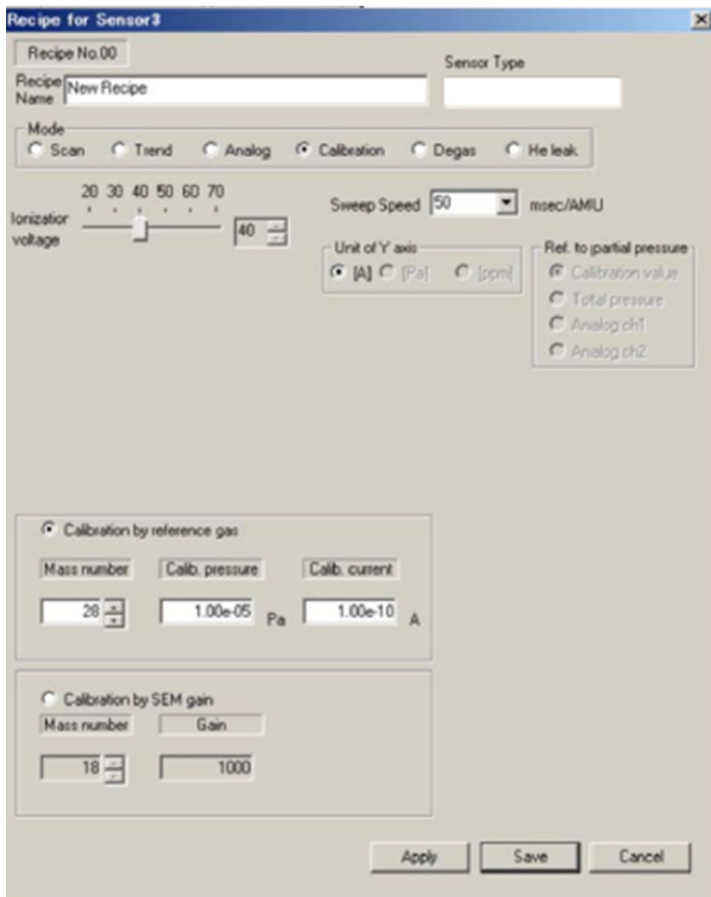 Recipe for Sensor3
Recipe No.00
Sensor Type
Recipe Name
New Recipe
Mode
Scan Trend Analog Calibration Degas He leak
20 30 40 50 60 70
Ionization voltage
40
Sweep Speed 50 msec/AMU
Unit of Y axis
[A] [Pa] [ppm]
Ref. to partial pressure
Calibration value
Total pressure
Analog ch1
Analog ch2
Calibration by reference gas
Mass number Calib. pressure Calib. current
28 1.00e-05 Pa 1.00e-10 A
Calibration by SEM gain
Mass number Gain
18 1000
Apply Save Cancel